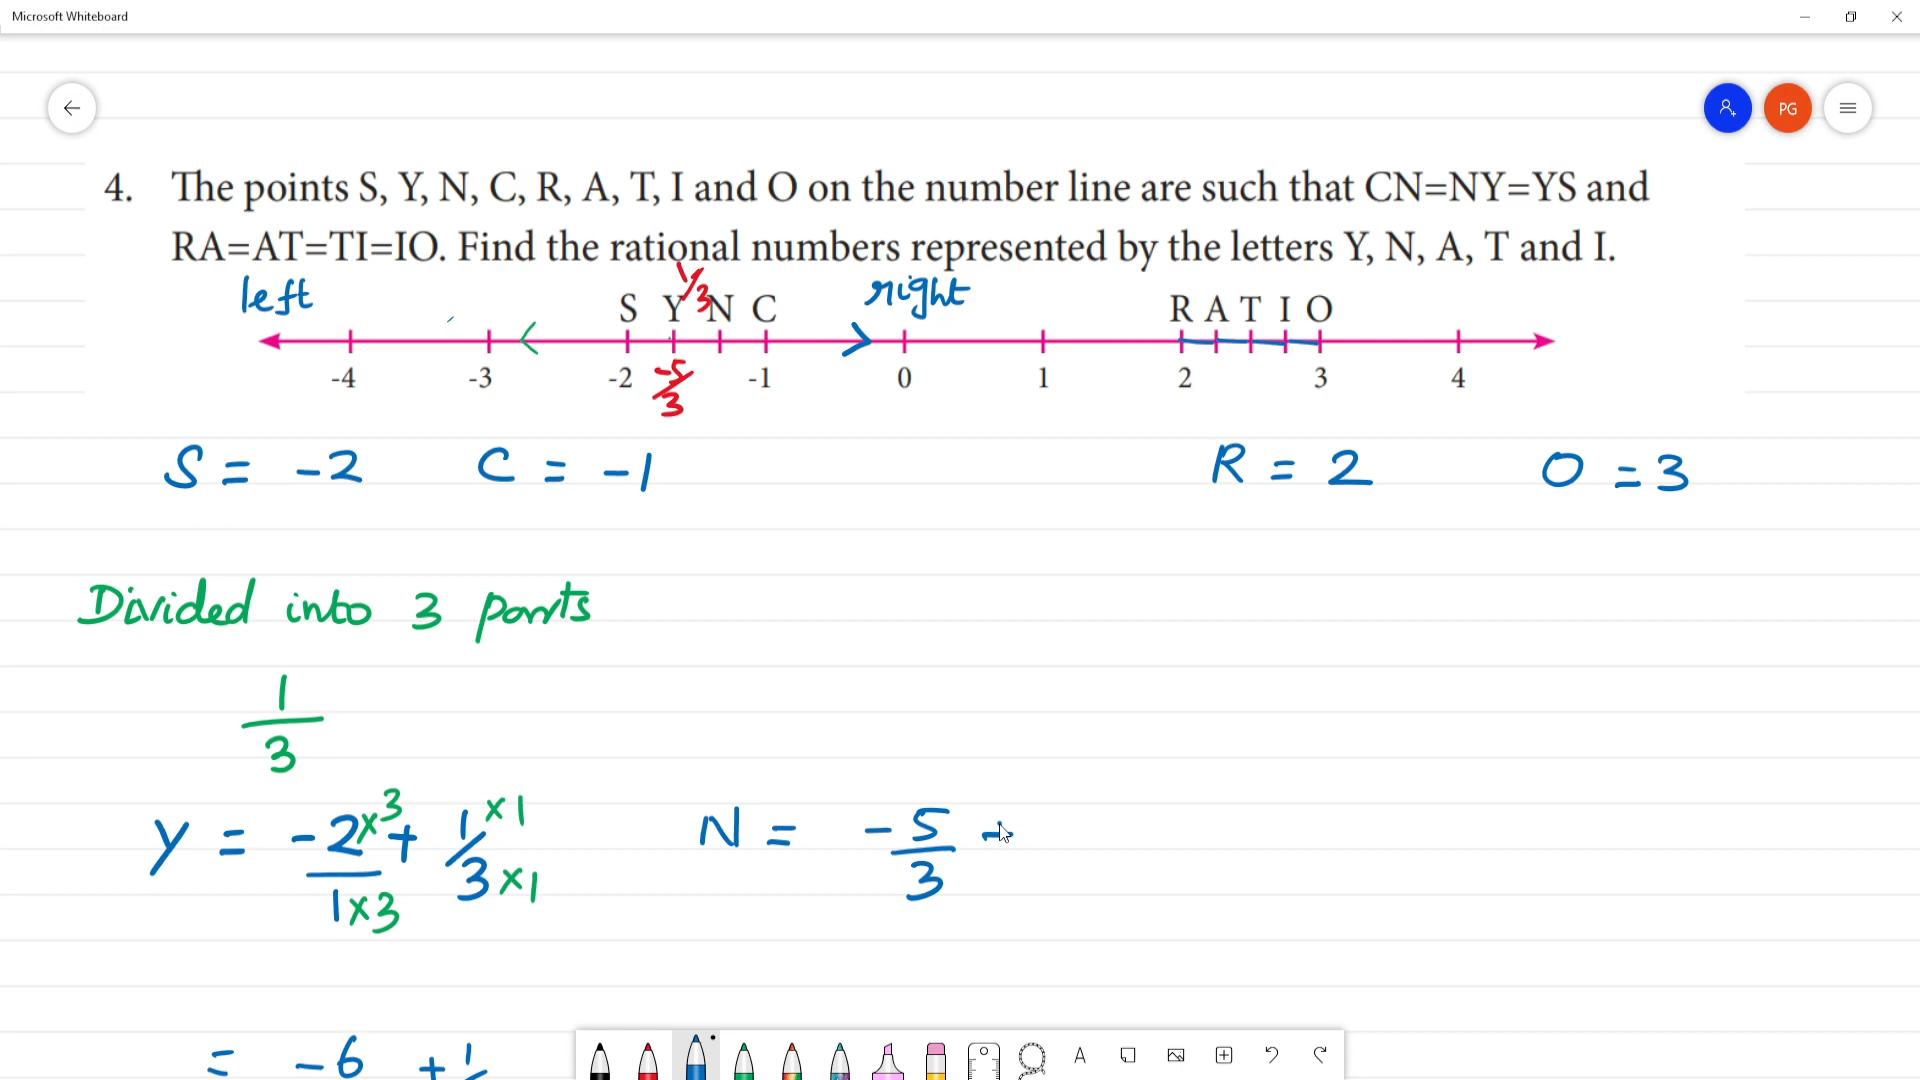 Microsoft Whiteboard
PG
4. The points S, Y, N, C, R, A, T, I and O on the number line are such that CN=NY=YS and
RA=AT=TI=IO. Find the rational numbers represented by the letters Y, N, A, T and I.
left 1/3 right
S Y N C R A T I O
-4 -3 -2 -1 0 1 2 3 4
-5/3
S = -2 C = -1 R = 2 O = 3
Divided into 3 parts
1/3
Y = -2×3/1×3 + 1×1/3×1 N = -5/3 -
= -6 + 1/
A